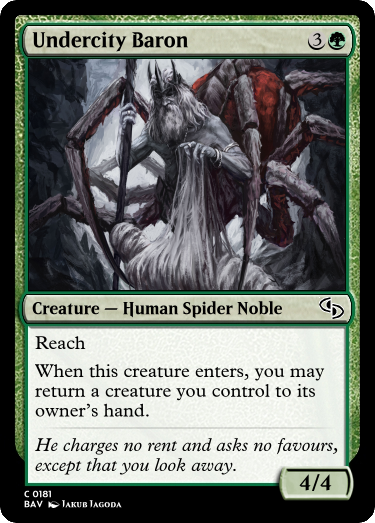 Undercity Baron 3
Creature — Human Spider Noble
Reach
When this creature enters, you may
return a creature you control to its
owner's hand.
He charges no rent and asks no favours,
except that you look away.
4/4
C 0181
BAV Jakub Jagoda